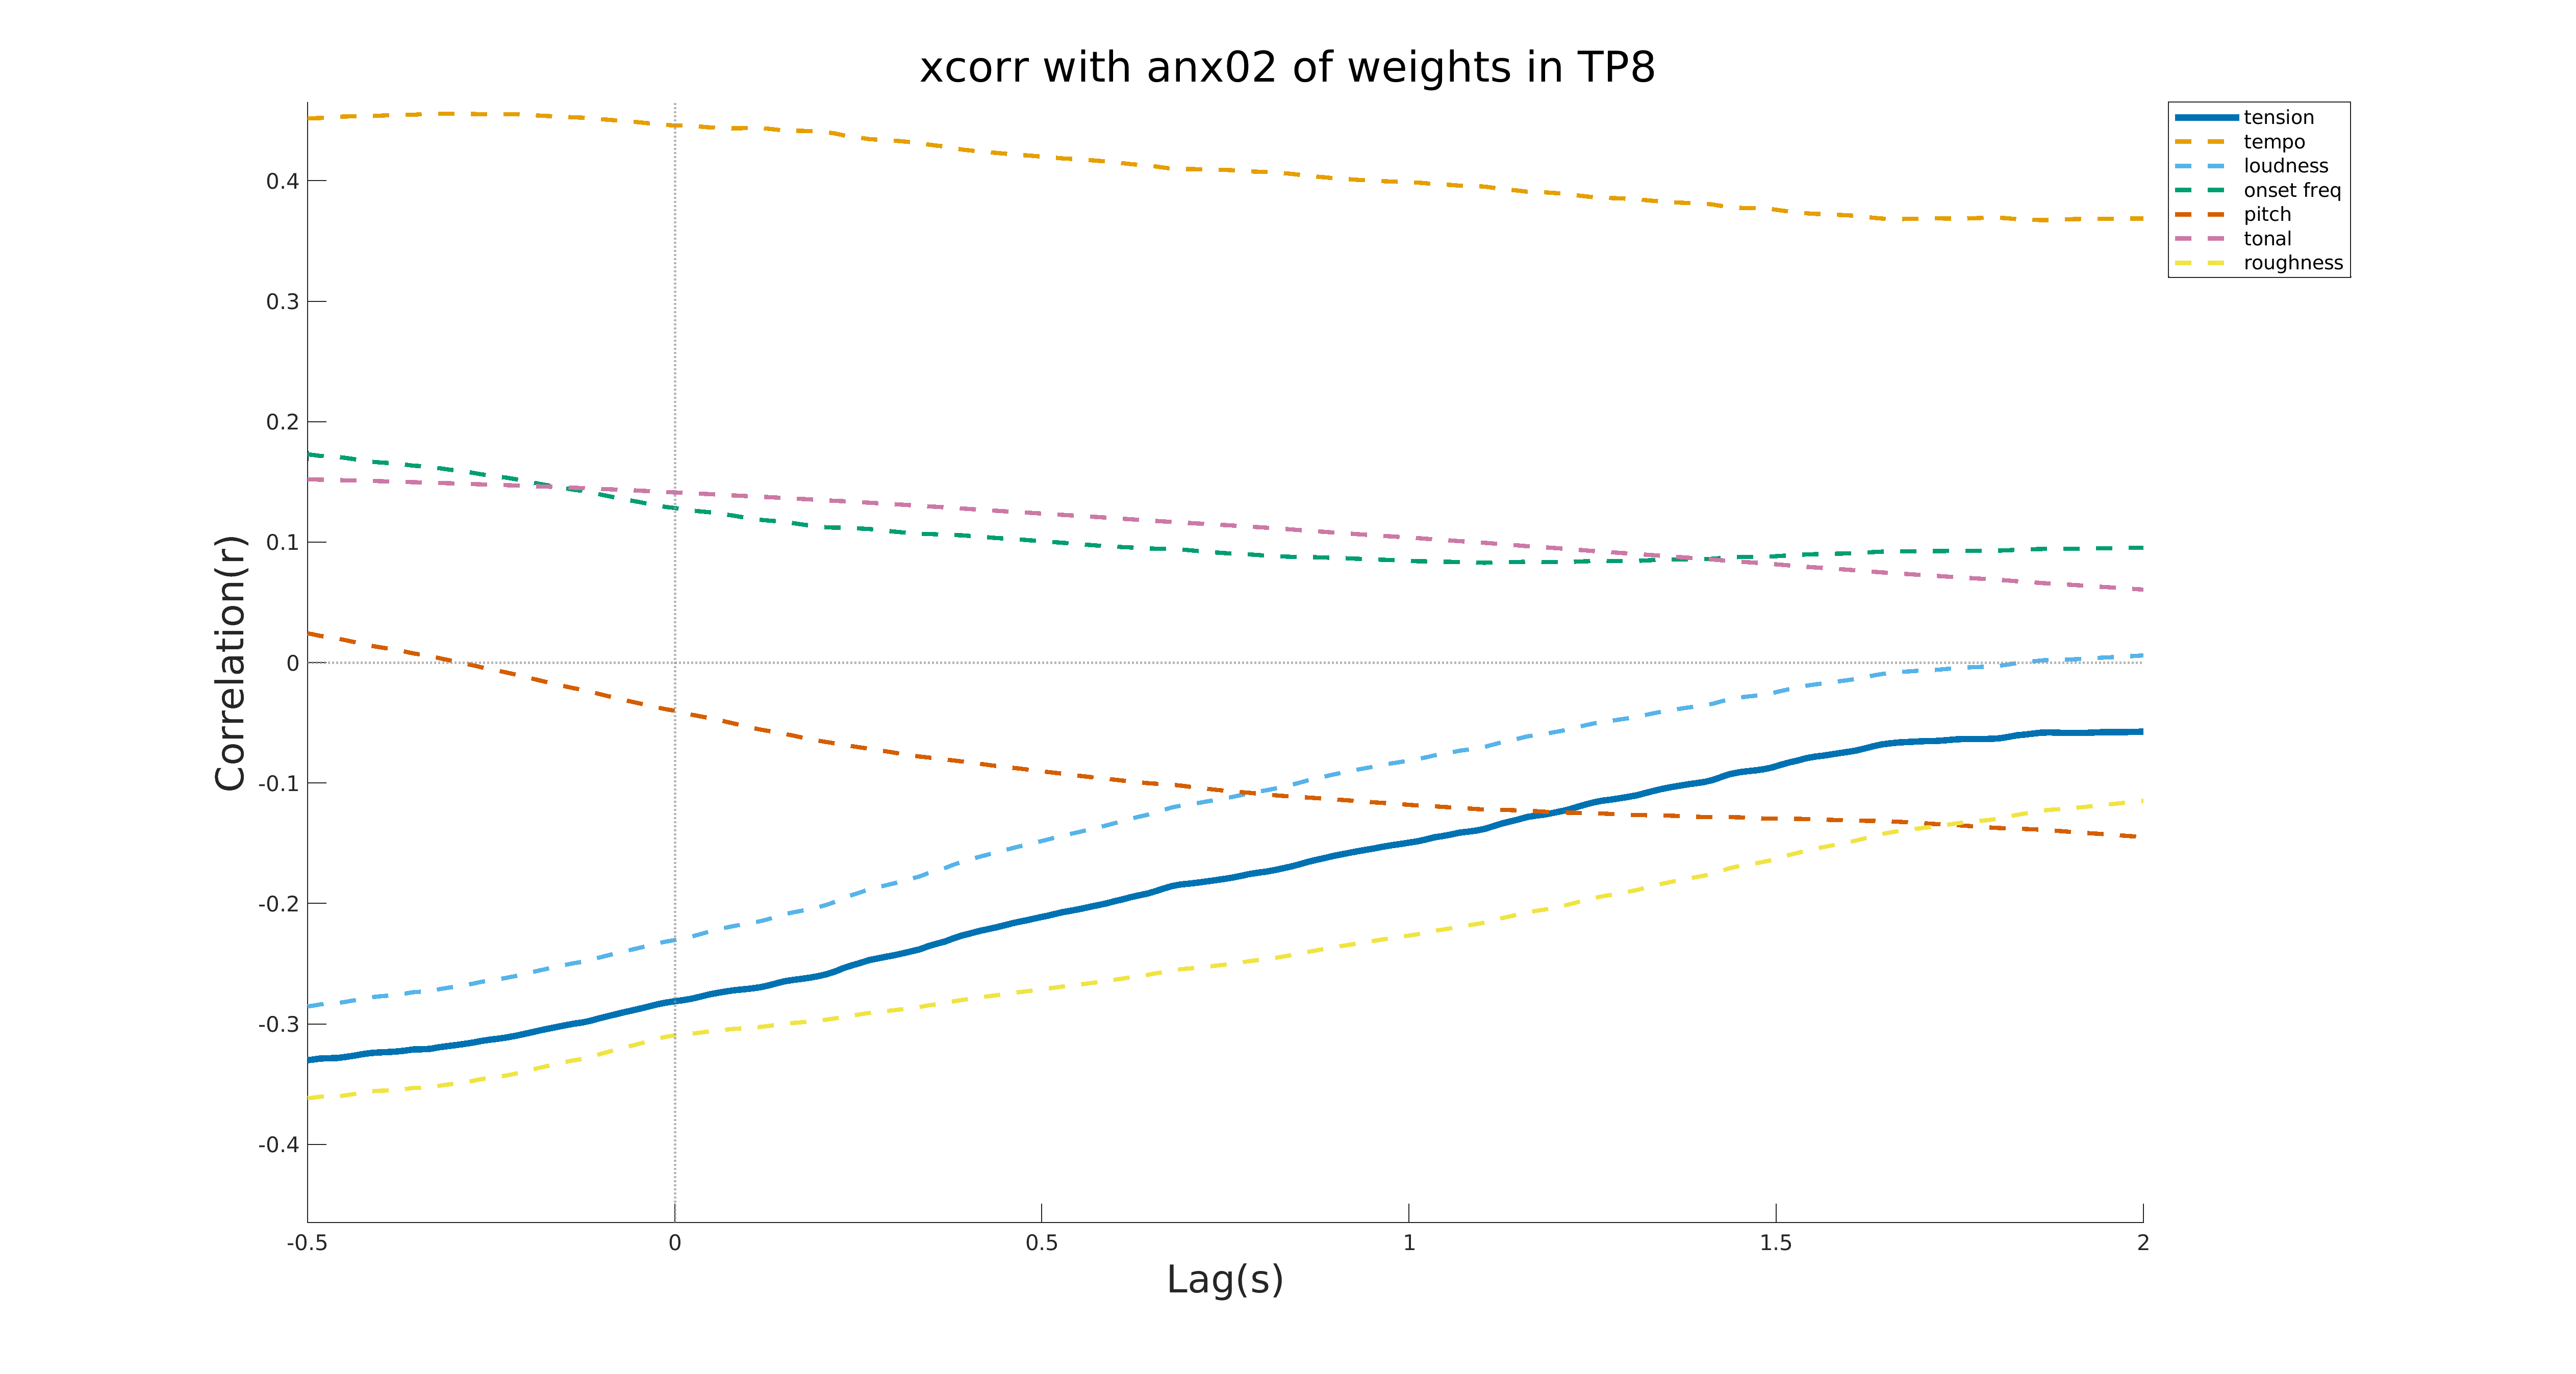 xcorr with anx02 of weights in TP8
tension
tempo
loudness
onset freq
pitch
tonal
roughness
0.4
0.3
0.2
0.1
0
-0.1
-0.2
-0.3
-0.4
Correlation(r)
-0.5 0 0.5 1 1.5 2
Lag(s)